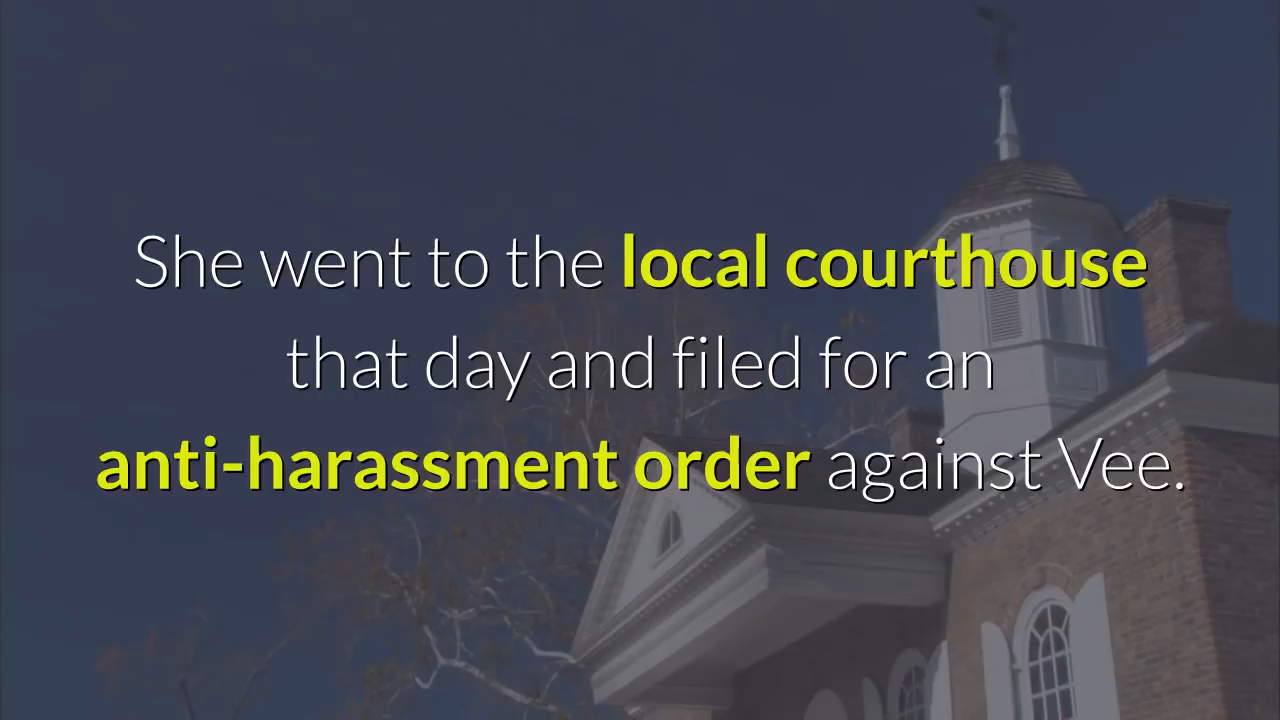 She went to the local courthouse
that day and filed for an
anti-harassment order against Vee.